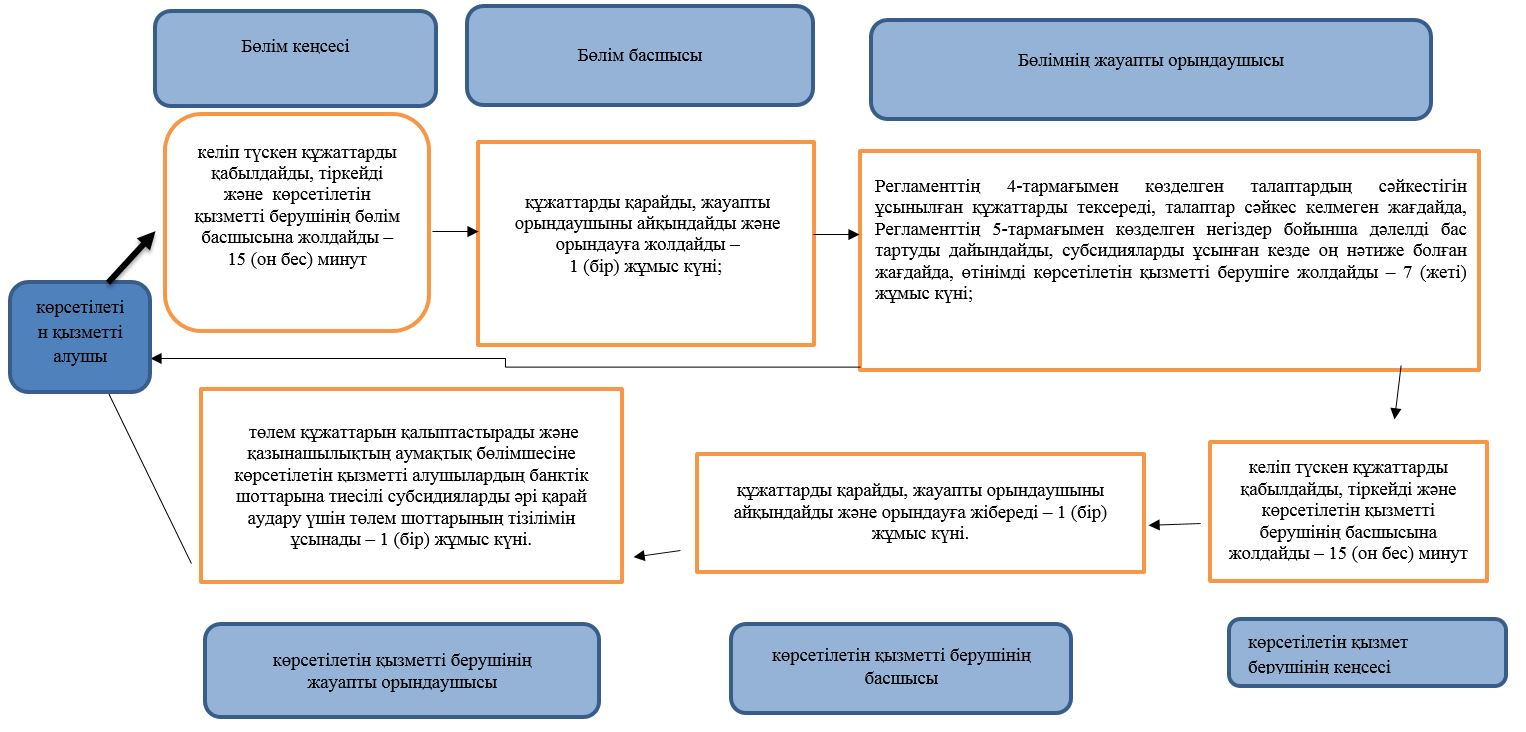 Бөлім кеңсесі
Бөлім басшысы
Бөлімнің жауапты орындаушысы
келіп түскен құжаттарды
қабылдайды, тіркейді
және көрсетілетін
қызметті берушінің бөлім
басшысына жолдайды –
15 (он бес) минут
құжаттарды қарайды, жауапты
орындаушыны айқындайды және
орындауға жолдайды –
1 (бір) жұмыс күні;
Регламенттің 4-тармағымен көзделген талаптардың сәйкестігін
ұсынылған құжаттарды тексереді, талаптар сәйкес келмеген жағдайда,
Регламенттің 5-тармағымен көзделген негіздер бойынша дәлелді бас
тартуды дайындайды, субсидияларды ұсынған кезде оң нәтиже болған
жағдайда, өтінімді көрсетілетін қызметті берушіге жолдайды – 7 (жеті)
жұмыс күні;
көрсетілеті
н қызметті
алушы
төлем құжаттарын қалыптастырады және
қазынашылықтың аумақтық бөлімшесіне
көрсетілетін қызметті алушылардың банктік
шоттарына тиесілі субсидияларды әрі қарай
аудару үшін төлем шоттарының тізілімін
ұсынады – 1 (бір) жұмыс күні.
құжаттарды қарайды, жауапты орындаушыны
айқындайды және орындауға жібереді – 1 (бір)
жұмыс күні.
келіп түскен құжаттарды
қабылдайды, тіркейді және
көрсетілетін қызметті
берушінің басшысына
жолдайды – 15 (он бес) минут
көрсетілетін қызметті берушінің
жауапты орындаушысы
көрсетілетін қызметті берушінің
басшысы
көрсетілетін қызмет
берушінің кеңсесі